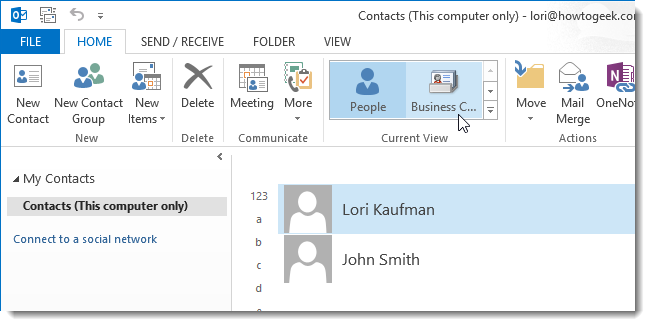 Contacts (This computer only) - lori@howtogeek.com
FILE HOME SEND / RECEIVE FOLDER VIEW
New Contact
New Contact Group
New Items
Delete
Meeting
More
People
Business C...
Move
Mail Merge
OneNot
New
Delete
Communicate
Current View
Actions
My Contacts
Contacts (This computer only)
Connect to a social network
123
a
b
c
d
Lori Kaufman
John Smith